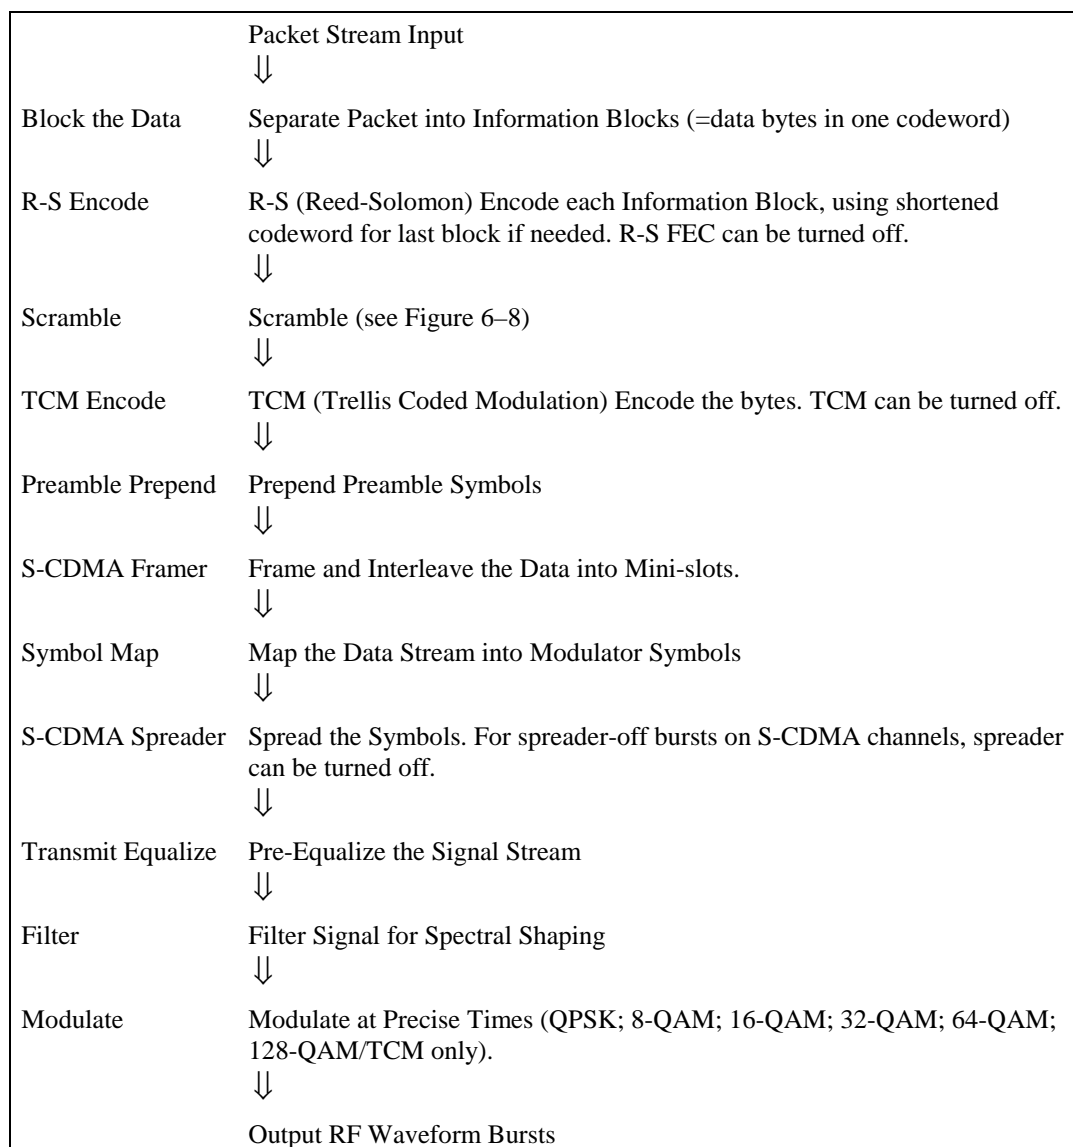 Packet Stream Input
⇓
Block the Data Separate Packet into Information Blocks (=data bytes in one codeword)
⇓
R-S Encode R-S (Reed-Solomon) Encode each Information Block, using shortened
codeword for last block if needed. R-S FEC can be turned off.
⇓
Scramble Scramble (see Figure 6–8)
⇓
TCM Encode TCM (Trellis Coded Modulation) Encode the bytes. TCM can be turned off.
⇓
Preamble Prepend Prepend Preamble Symbols
⇓
S-CDMA Framer Frame and Interleave the Data into Mini-slots.
⇓
Symbol Map Map the Data Stream into Modulator Symbols
⇓
S-CDMA Spreader Spread the Symbols. For spreader-off bursts on S-CDMA channels, spreader
can be turned off.
⇓
Transmit Equalize Pre-Equalize the Signal Stream
⇓
Filter Filter Signal for Spectral Shaping
⇓
Modulate Modulate at Precise Times (QPSK; 8-QAM; 16-QAM; 32-QAM; 64-QAM;
128-QAM/TCM only).
⇓
Output RF Waveform Bursts